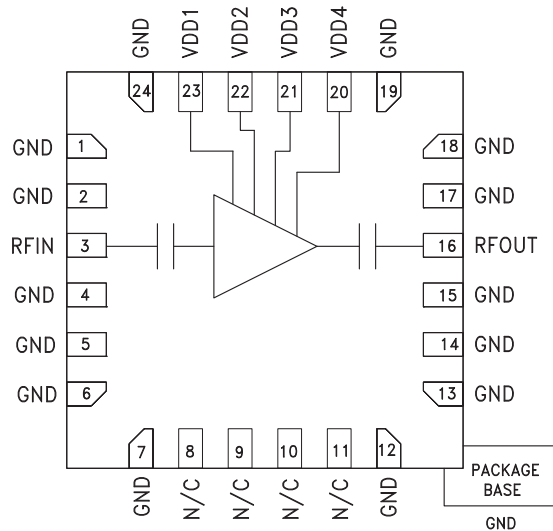 GND VDD1 VDD2 VDD3 VDD4 GND
24 23 22 21 20 19
GND 1 18 GND
GND 2 17 GND
RFIN 3 16 RFOUT
GND 4 15 GND
GND 5 14 GND
GND 6 13 GND
7 8 9 10 11 12
GND N/C N/C N/C N/C GND
PACKAGE
BASE
GND